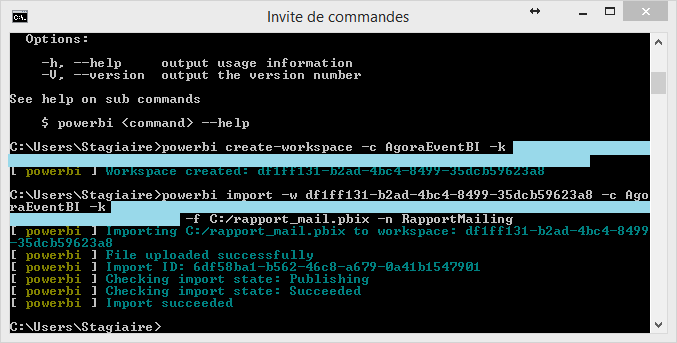 Invite de commandes
Options:
-h, --help output usage information
-V, --version output the version number
See help on sub commands
$ powerbi <command> --help
C:\Users\Stagiaire>powerbi create-workspace -c AgoraEventBI -k
[ powerbi ] Workspace created: df1ff131-b2ad-4bc4-8499-35dcb59623a8
C:\Users\Stagiaire>powerbi import -w df1ff131-b2ad-4bc4-8499-35dcb59623a8 -c Ago
raEventBI -k
-f C:/rapport_mail.pbix -n RapportMailing
[ powerbi ] Importing C:/rapport_mail.pbix to workspace: df1ff131-b2ad-4bc4-8499
-35dcb59623a8
[ powerbi ] File uploaded successfully
[ powerbi ] Import ID: 6df58ba1-b562-46c8-a679-0a41b1547901
[ powerbi ] Checking import state: Publishing
[ powerbi ] Checking import state: Succeeded
[ powerbi ] Import succeeded
C:\Users\Stagiaire>